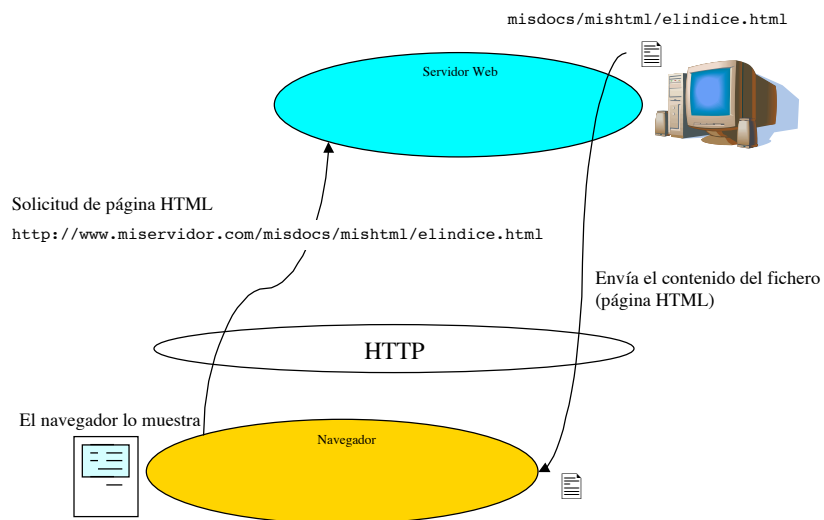 misdocs/mishtml/elindice.html
Servidor Web
Solicitud de página HTML
http://www.miservidor.com/misdocs/mishtml/elindice.html
Envía el contenido del fichero
(página HTML)
HTTP
El navegador lo muestra
Navegador